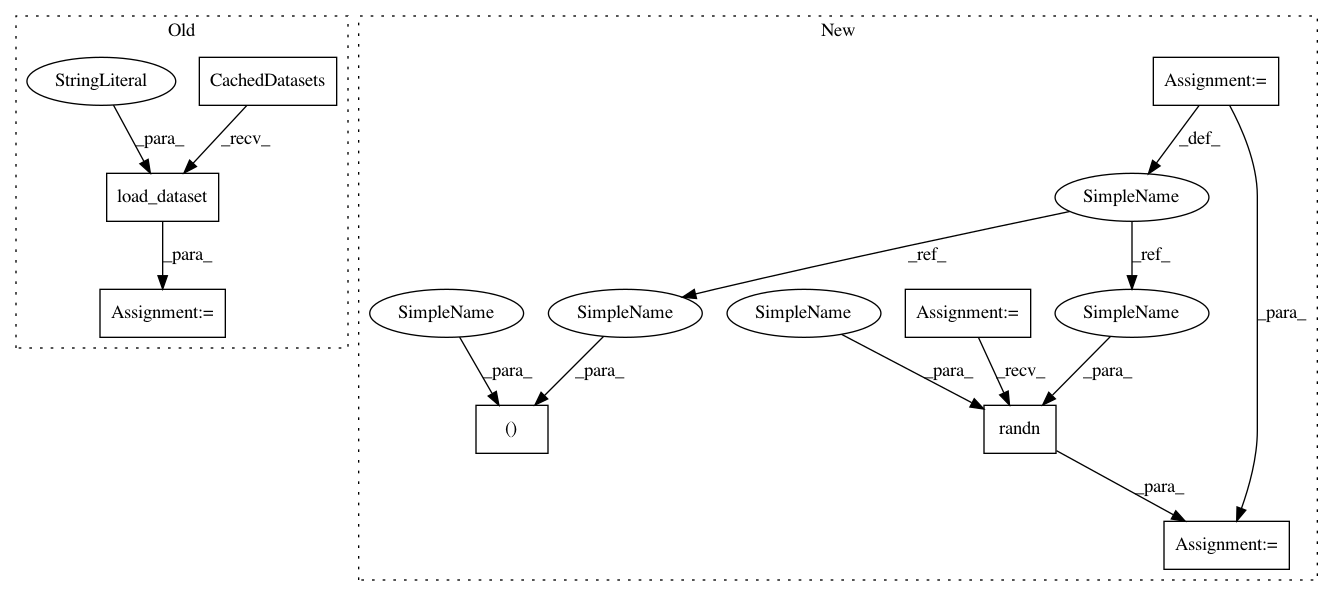 Old
New
StringLiteral
CachedDatasets
Assignment:=
_para_
_recv_
_def_
load_dataset
SimpleName
_para_
_ref_
_ref_
Assignment:=
SimpleName
SimpleName
SimpleName
Assignment:=
SimpleName
_para_
_para_
_para_
_para_
_recv_
_para_
()
randn
_para_
Assignment:=